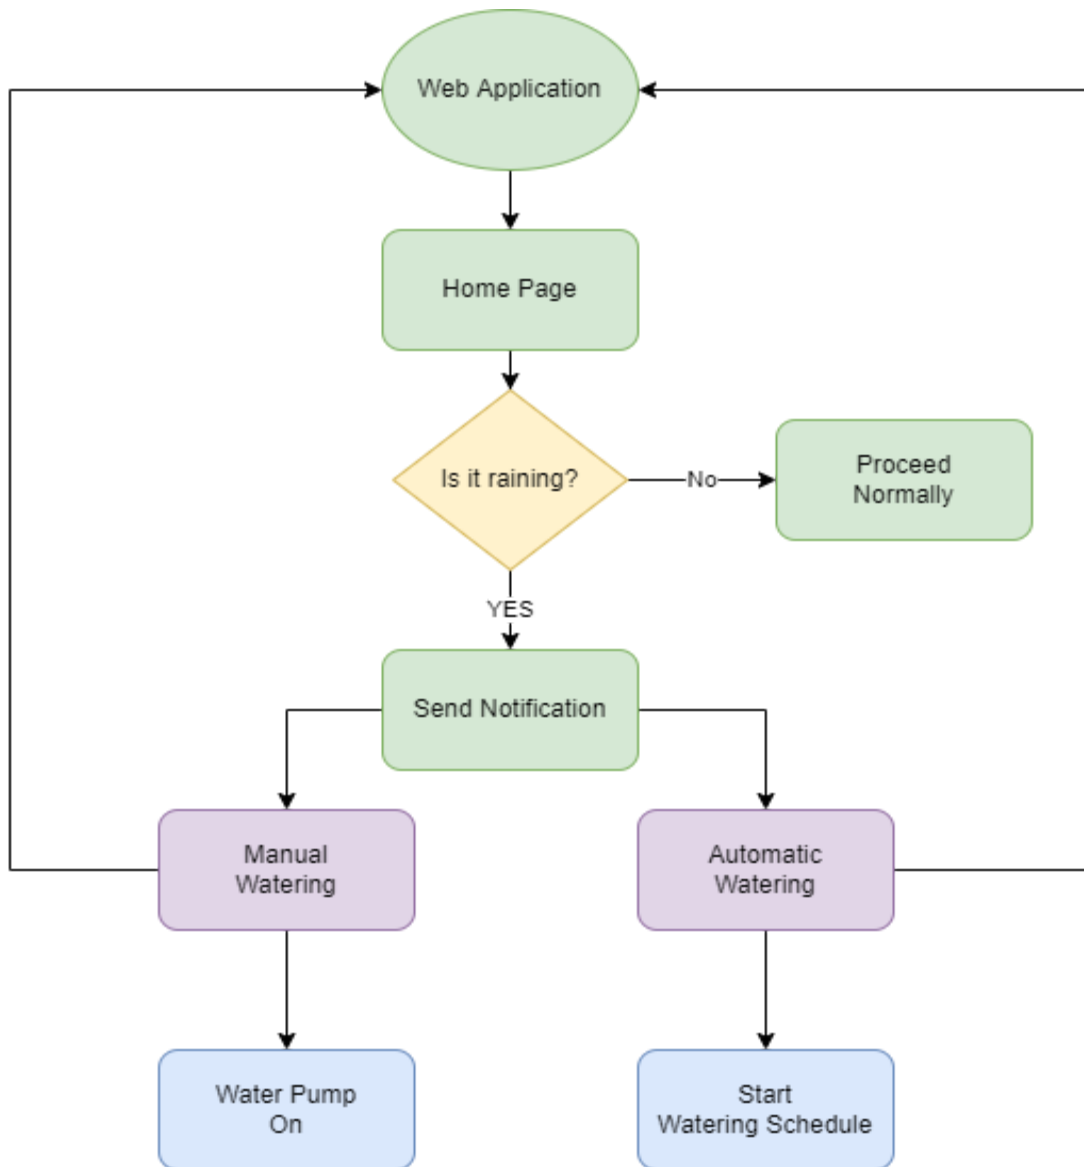 Web Application
Home Page
Is it raining?
No
Proceed
Normally
YES
Send Notification
Manual
Watering
Automatic
Watering
Water Pump
On
Start
Watering Schedule